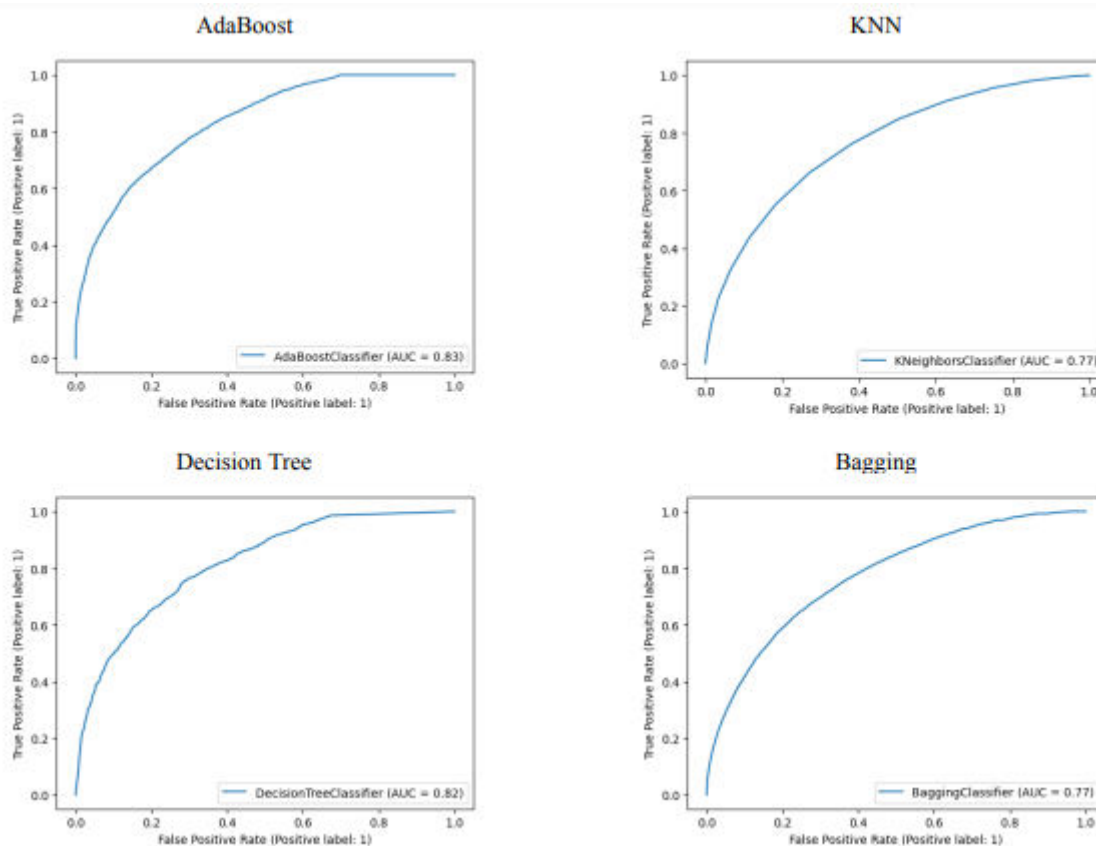 AdaBoost
KNN
True Positive Rate (Positive label: 1)
1.0
0.8
0.6
0.4
0.2
0.0
AdaBoostClassifier (AUC = 0.83)
0.0 0.2 0.4 0.6 0.8 1.0
False Positive Rate (Positive label: 1)
True Positive Rate (Positive label: 1)
1.0
0.8
0.6
0.4
0.2
0.0
KNeighborsClassifier (AUC = 0.77)
0.0 0.2 0.4 0.6 0.8 1.0
False Positive Rate (Positive label: 1)
Decision Tree
Bagging
True Positive Rate (Positive label: 1)
1.0
0.8
0.6
0.4
0.2
0.0
DecisionTreeClassifier (AUC = 0.82)
0.0 0.2 0.4 0.6 0.8 1.0
False Positive Rate (Positive label: 1)
True Positive Rate (Positive label: 1)
1.0
0.8
0.6
0.4
0.2
0.0
BaggingClassifier (AUC = 0.77)
0.0 0.2 0.4 0.6 0.8 1.0
False Positive Rate (Positive label: 1)